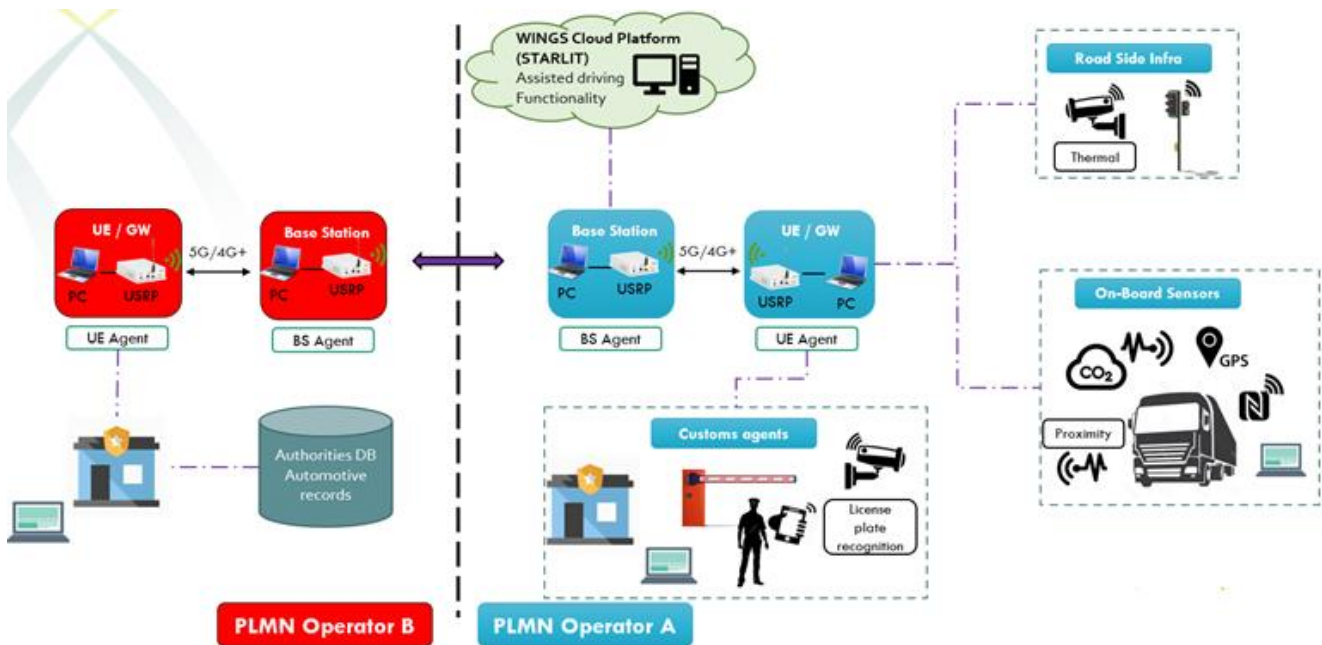 WINGS Cloud Platform
(STARLIT)
Assisted driving
Functionality
Road Side Infra
Thermal
UE / GW
PC
USRP
5G/4G+
Base Station
PC
USRP
Base Station
PC
USRP
5G/4G+
UE / GW
USRP
PC
UE Agent
BS Agent
BS Agent
UE Agent
On-Board Sensors
CO2
GPS
Proximity
Authorities DB
Automotive
records
Customs agents
License
plate
recognition
PLMN Operator B
PLMN Operator A